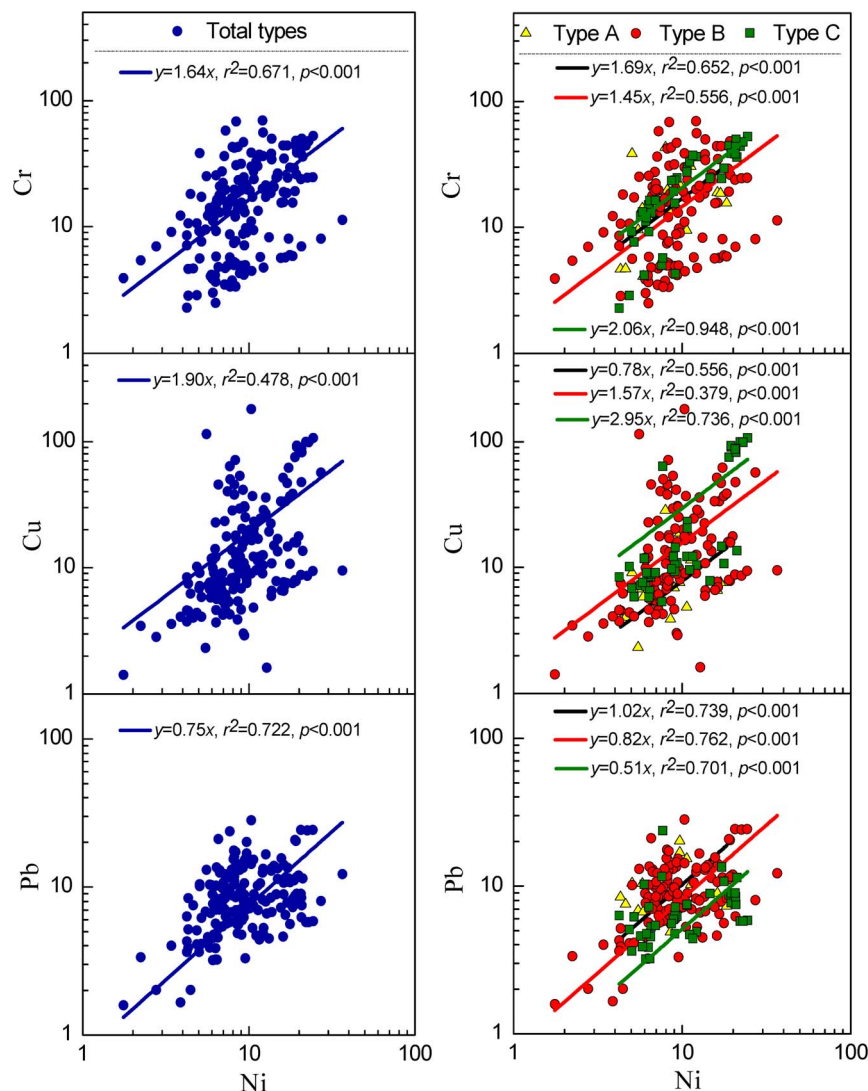 Total types
y=1.64x, r2=0.671, p<0.001
100
10
1
Cr
y=1.90x, r2=0.478, p<0.001
100
10
1
Cu
y=0.75x, r2=0.722, p<0.001
100
10
1
Pb
1 10 100
Ni
Type A Type B Type C
y=1.69x, r2=0.652, p<0.001
y=1.45x, r2=0.556, p<0.001
100
10
1
Cr
y=2.06x, r2=0.948, p<0.001
y=0.78x, r2=0.556, p<0.001
y=1.57x, r2=0.379, p<0.001
y=2.95x, r2=0.736, p<0.001
100
10
1
Cu
y=1.02x, r2=0.739, p<0.001
y=0.82x, r2=0.762, p<0.001
y=0.51x, r2=0.701, p<0.001
100
10
1
Pb
1 10 100
Ni